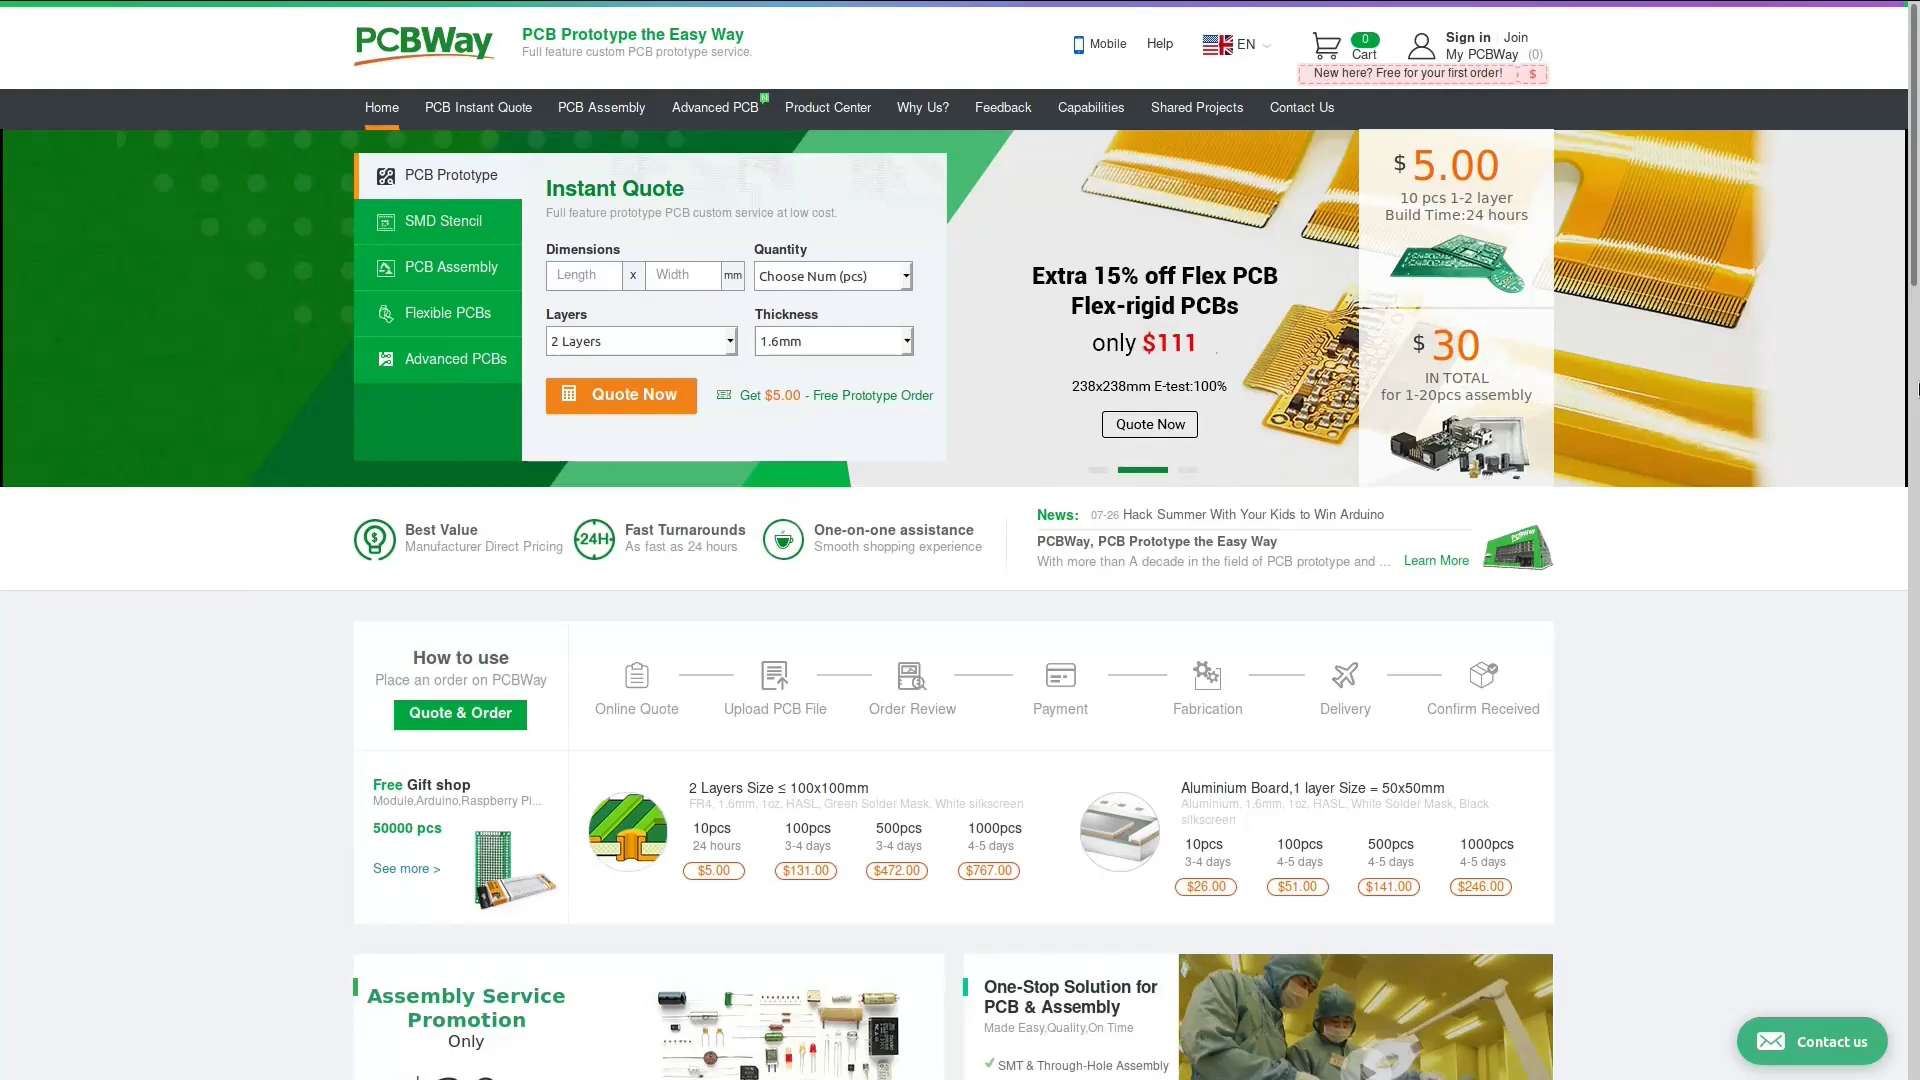 PCBWay
PCB Prototype the Easy Way
Full feature custom PCB prototype service.
Mobile
Help
EN
0
Cart
Sign in
Join
My PCBWay
(0)
New here? Free for your first order!
$
Home
PCB Instant Quote
PCB Assembly
Advanced PCB
Product Center
Why Us?
Feedback
Capabilities
Shared Projects
Contact Us
PCB Prototype
SMD Stencil
PCB Assembly
Flexible PCBs
Advanced PCBs
Instant Quote
Full feature prototype PCB custom service at low cost.
Dimensions
Quantity
Length
x
Width
mm
Choose Num (pcs)
Layers
Thickness
2 Layers
1.6mm
Quote Now
Get $5.00 - Free Prototype Order
Extra 15% off Flex PCB
Flex-rigid PCBs
only $111
238x238mm E-test:100%
Quote Now
$ 5.00
10 pcs 1-2 layer
Build Time:24 hours
$ 30
IN TOTAL
for 1-20pcs assembly
Best Value
Manufacturer Direct Pricing
24H
Fast Turnarounds
As fast as 24 hours
One-on-one assistance
Smooth shopping experience
News: 07-26 Hack Summer With Your Kids to Win Arduino
PCBWay, PCB Prototype the Easy Way
With more than A decade in the field of PCB prototype and ...
Learn More
How to use
Place an order on PCBWay
Quote & Order
Online Quote
Upload PCB File
Order Review
Payment
Fabrication
Delivery
Confirm Received
Free Gift shop
Module,Arduino,Raspberry Pi...
50000 pcs
See more >
2 Layers Size ≤ 100x100mm
FR4, 1.6mm, 1oz, HASL, Green Solder Mask. White silkscreen
10pcs 100pcs 500pcs 1000pcs
24 hours 3-4 days 3-4 days 4-5 days
$5.00 $131.00 $472.00 $767.00
Aluminium Board,1 layer Size = 50x50mm
Aluminium, 1.6mm, 1oz, HASL, White Solder Mask, Black
silkscreen
10pcs 100pcs 500pcs 1000pcs
3-4 days 4-5 days 4-5 days 4-5 days
$26.00 $51.00 $141.00 $246.00
Assembly Service
Promotion
Only
One-Stop Solution for
PCB & Assembly
Made Easy,Quality,On Time
SMT & Through-Hole Assembly
Contact us